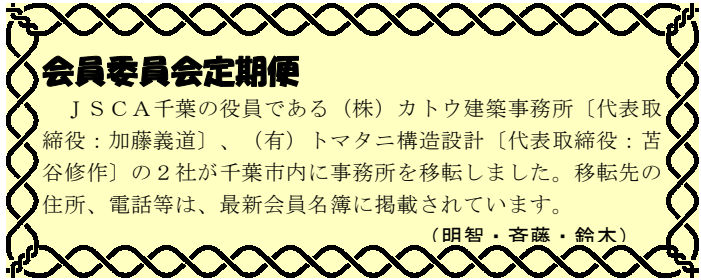 会員委員会定期便
ＪＳＣＡ千葉の役員である（株）カトウ建築事務所〔代表取
締役：加藤義道〕、（有）トマタニ構造設計〔代表取締役：苫
谷修作〕の２社が千葉市内に事務所を移転しました。移転先の
住所、電話等は、最新会員名簿に掲載されています。
（明智・斉藤・鈴木）